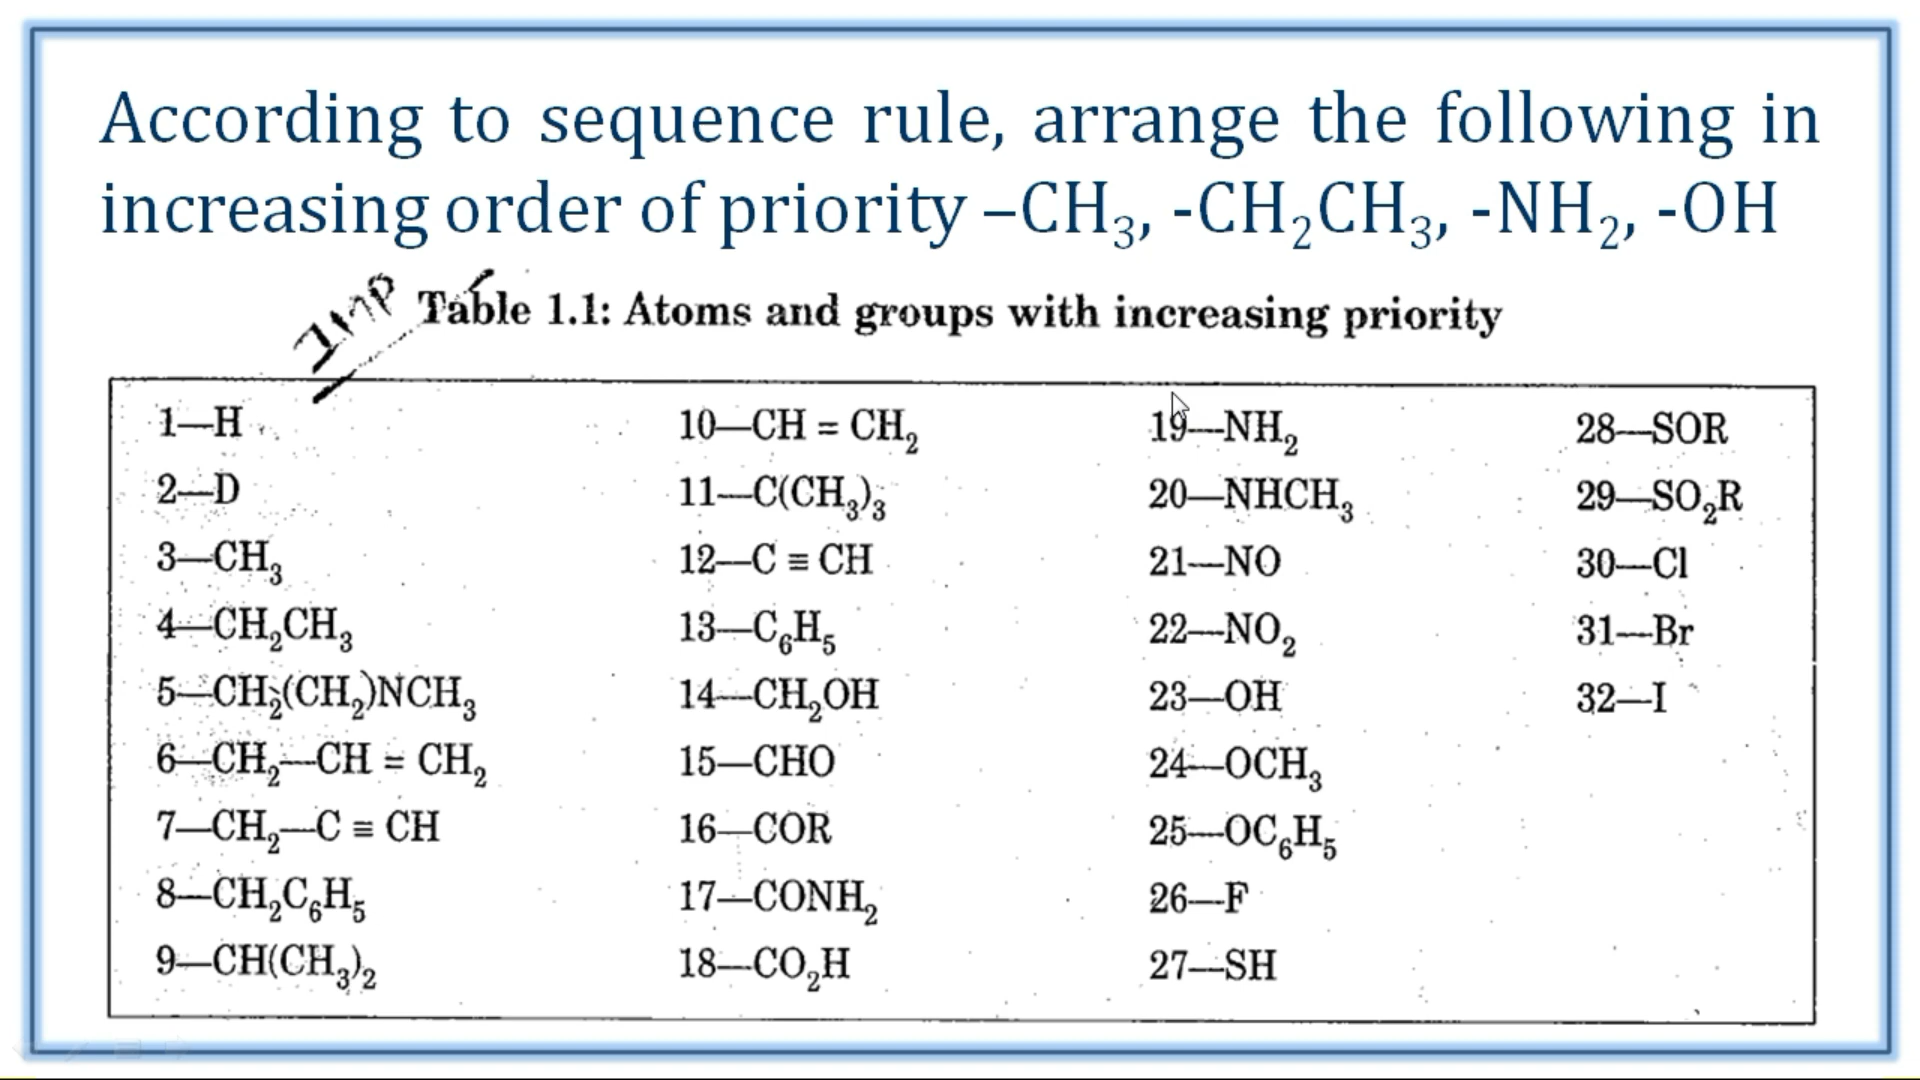 According to sequence rule, arrange the following in
increasing order of priority –CH₃, -CH₂CH₃, -NH₂, -OH
Imp
Table 1.1: Atoms and groups with increasing priority
1—H
2—D
3—CH₃
4—CH₂CH₃
5—CH₂(CH₂)NCH₃
6—CH₂—CH = CH₂
7—CH₂—C ≡ CH
8—CH₂C₆H₅
9—CH(CH₃)₂
10—CH = CH₂
11—C(CH₃)₃
12—C ≡ CH
13—C₆H₅
14—CH₂OH
15—CHO
16—COR
17—CONH₂
18—CO₂H
19—NH₂
20—NHCH₃
21—NO
22—NO₂
23—OH
24—OCH₃
25—OC₆H₅
26—F
27—SH
28—SOR
29—SO₂R
30—Cl
31—Br
32—I